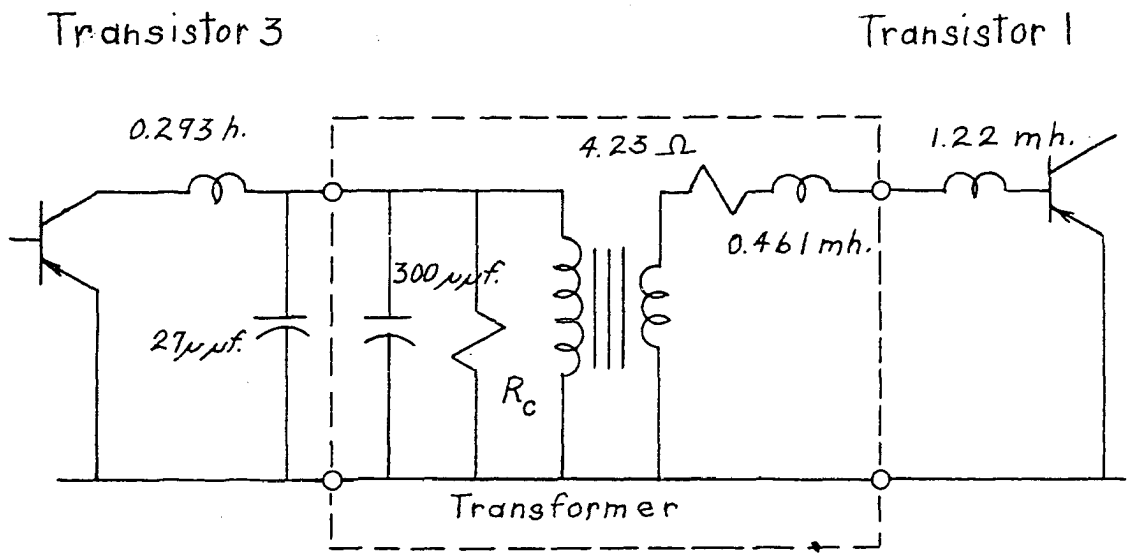 Transistor 3
Transistor 1
0.293 h.
4.23 Ω
1.22 mh.
0.461 mh.
300 μμf.
27 μμf.
Rc
Transformer